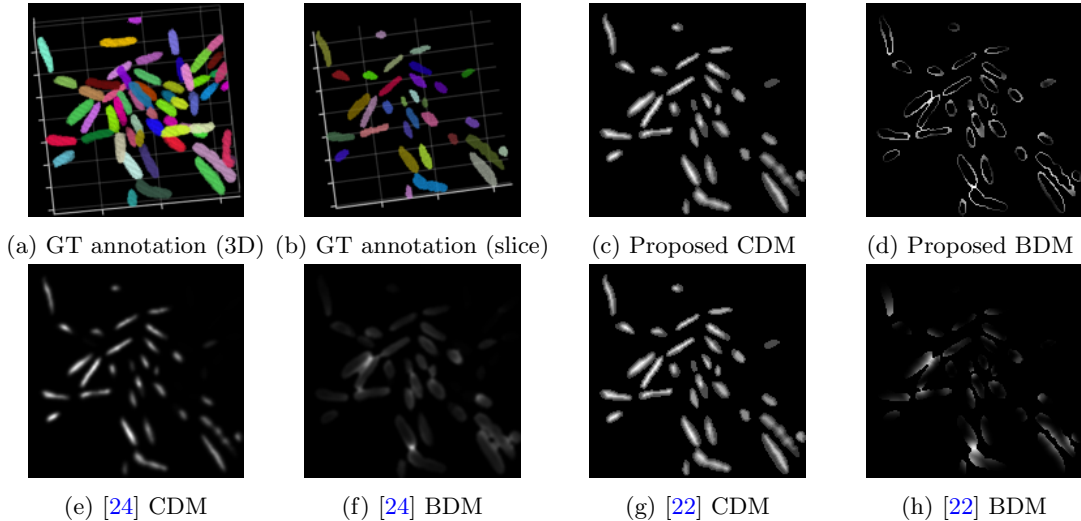 (a) GT annotation (3D) (b) GT annotation (slice) (c) Proposed CDM (d) Proposed BDM
(e) [24] CDM (f) [24] BDM (g) [22] CDM (h) [22] BDM